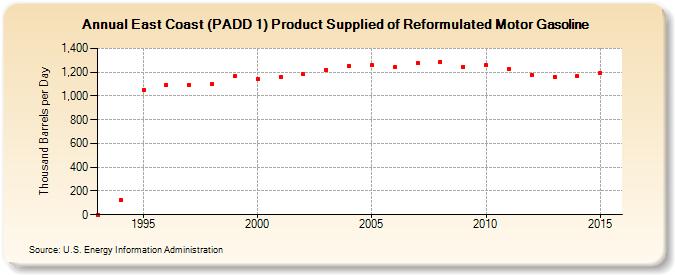 Annual East Coast (PADD 1) Product Supplied of Reformulated Motor Gasoline
Thousand Barrels per Day
1,400
1,200
1,000
800
600
400
200
0
1995 2000 2005 2010 2015
Source: U.S. Energy Information Administration